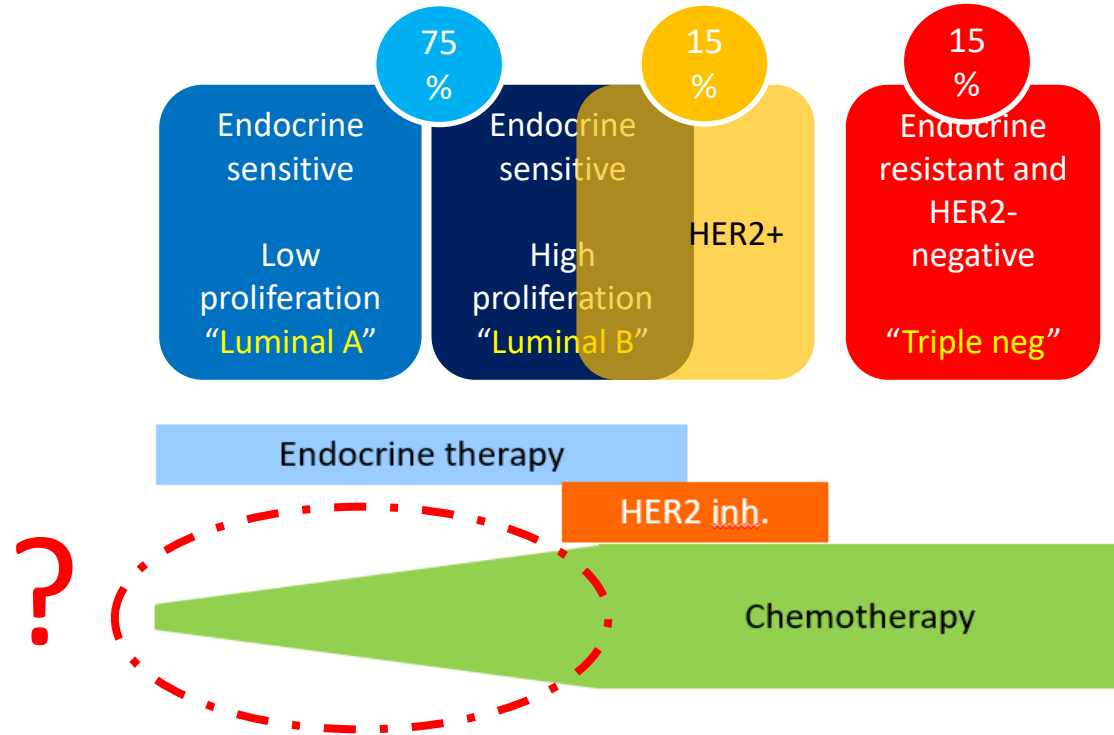 75
%
15
%
15
%
Endocrine
sensitive
Low
proliferation
“Luminal A”
Endocrine
sensitive
High
proliferation
“Luminal B”
HER2+
Endocrine
resistant and
HER2-
negative
“Triple neg”
Endocrine therapy
HER2 inh.
?
Chemotherapy